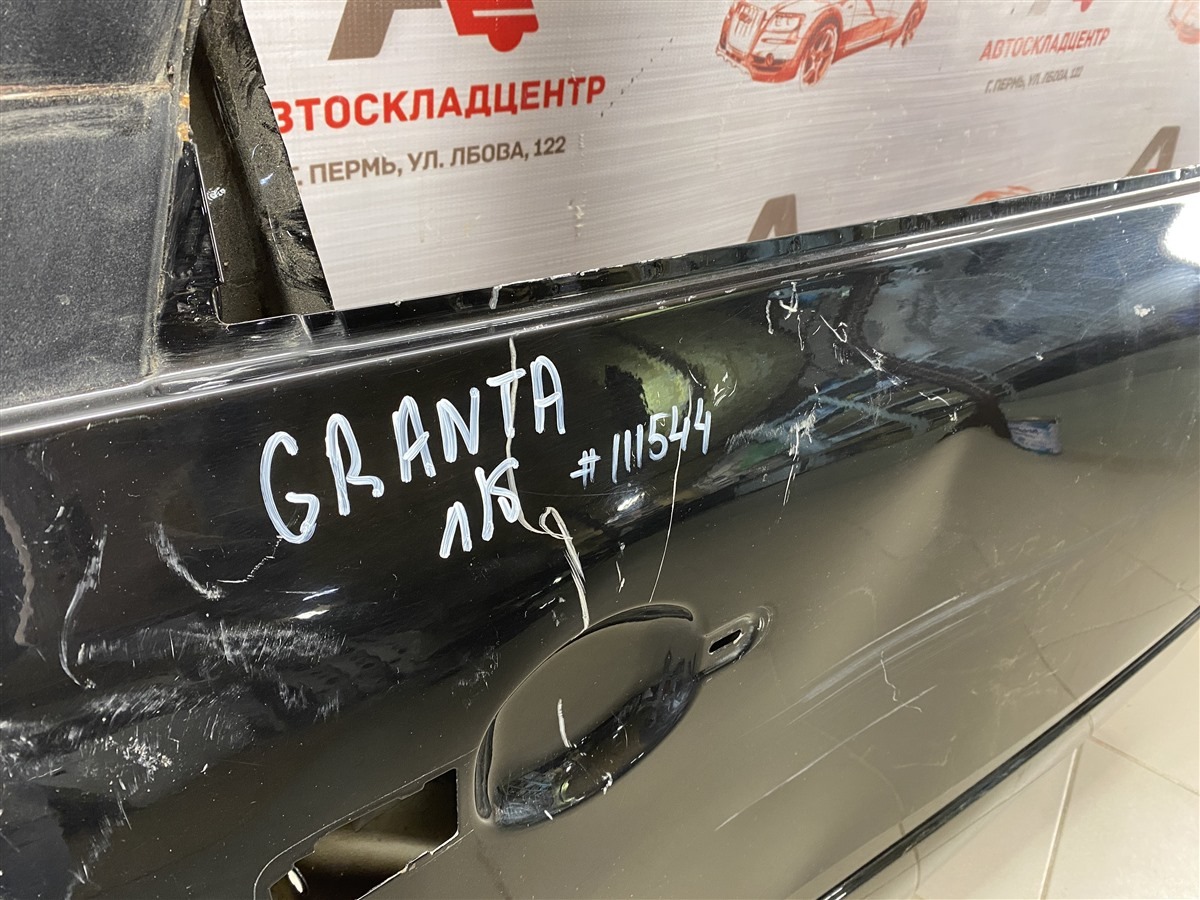 АВТОСКЛАДЦЕНТР
Г. ПЕРМЬ, УЛ. ЛБОВА, 122
АВТОСКЛАДЦЕНТР
Г. ПЕРМЬ, УЛ. ЛБОВА, 122
GRANTA
#111544